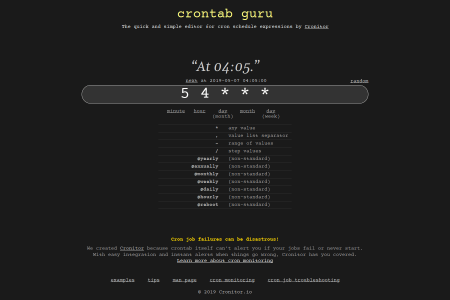 crontab guru
The quick and simple editor for cron schedule expressions by Cronitor
“At 04:05.”
next at 2019-05-07 04:05:00
random
5 4 * * *
minute hour day month day
(month) (week)
* any value
, value list separator
- range of values
/ step values
@yearly (non-standard)
@annually (non-standard)
@monthly (non-standard)
@weekly (non-standard)
@daily (non-standard)
@hourly (non-standard)
@reboot (non-standard)
Cron job failures can be disastrous!
We created Cronitor because crontab itself can't alert you if your jobs fail or never start.
With easy integration and instant alerts when things go wrong, Cronitor has you covered.
Learn more about cron monitoring
examples tips man page cron monitoring cron job troubleshooting
© 2019 Cronitor.io